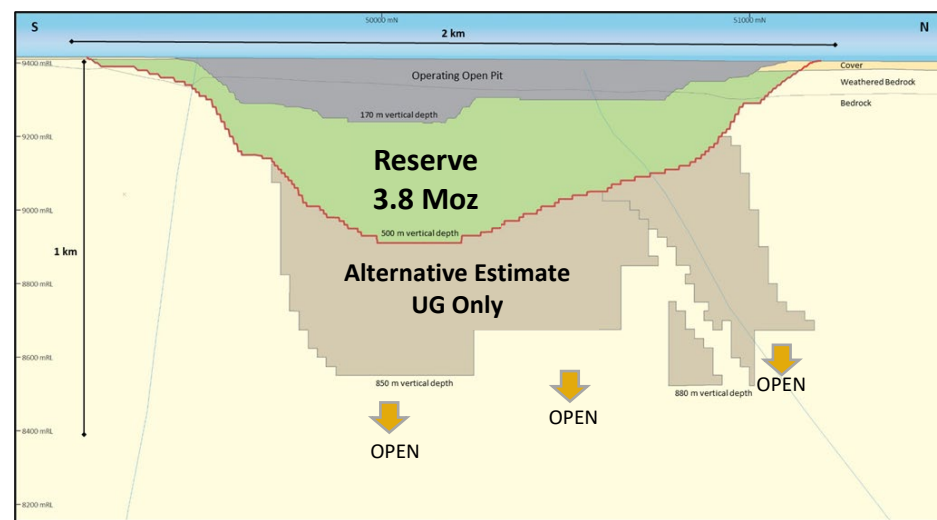 S
50000 mN
51000 mN
N
2 km
9400 mRL
Operating Open Pit
Cover
Weathered Bedrock
Bedrock
170 m vertical depth
9200 mRL
Reserve
3.8 Moz
9000 mRL
500 m vertical depth
1 km
Alternative Estimate
UG Only
8800 mRL
8600 mRL
850 m vertical depth
880 m vertical depth
OPEN
OPEN
OPEN
8400 mRL
8200 mRL